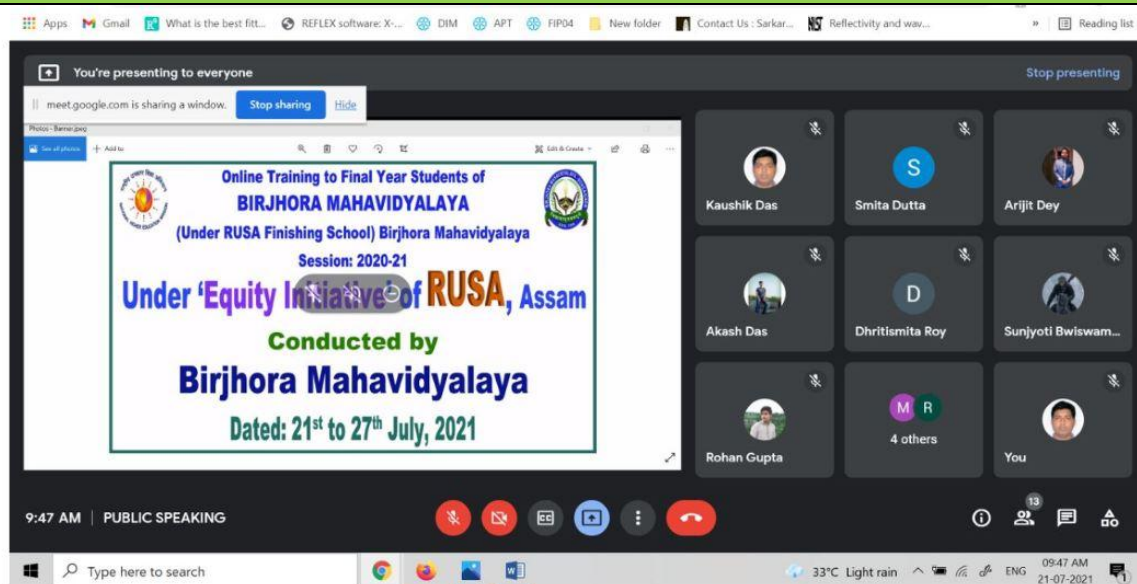 Apps Gmail What is the best fitt... REFLEX software: X-... DIM APT FIP04 New folder Contact Us : Sarkar... NIST Reflectivity and wav... » Reading list
You're presenting to everyone Stop presenting
meet.google.com is sharing a window. Stop sharing Hide
Photos - Banner.jpeg
See all photos + Add to Edit & Create
Online Training to Final Year Students of
BIRJHORA MAHAVIDYALAYA
(Under RUSA Finishing School) Birjhora Mahavidyalaya
Session: 2020-21
Under 'Equity Initiative' of RUSA, Assam
Conducted by
Birjhora Mahavidyalaya
Dated: 21st to 27th July, 2021
Kaushik Das
S
Smita Dutta
Arijit Dey
Akash Das
D
Dhritismita Roy
Sunjyoti Bwiswam...
Rohan Gupta
M R
4 others
You
9:47 AM | PUBLIC SPEAKING
CC
13
Type here to search
W
33°C Light rain ENG 09:47 AM
21-07-2021
1